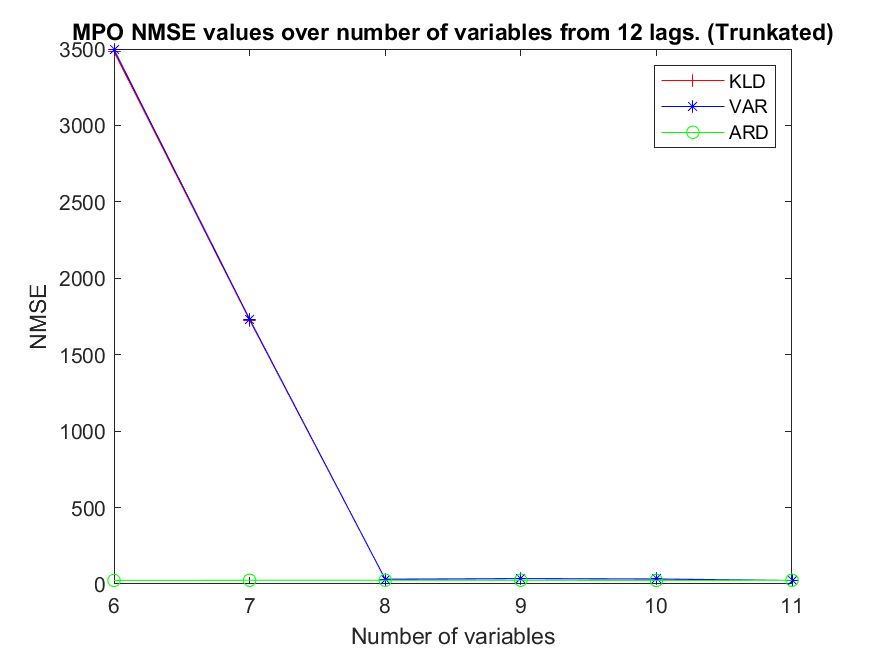 MPO NMSE values over number of variables from 12 lags. (Trunkated)
3500
3000
2500
2000
1500
1000
500
0
NMSE
KLD
VAR
ARD
6 7 8 9 10 11
Number of variables